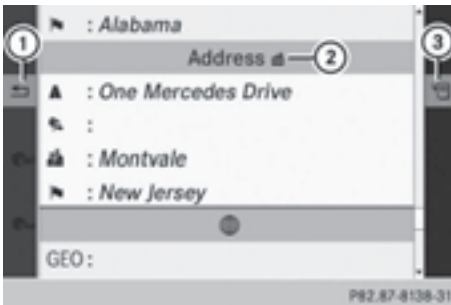 1
3
: Alabama
Address 2
: One Mercedes Drive
:
: Montvale
: New Jersey
GEO:
P82.87-8138-31